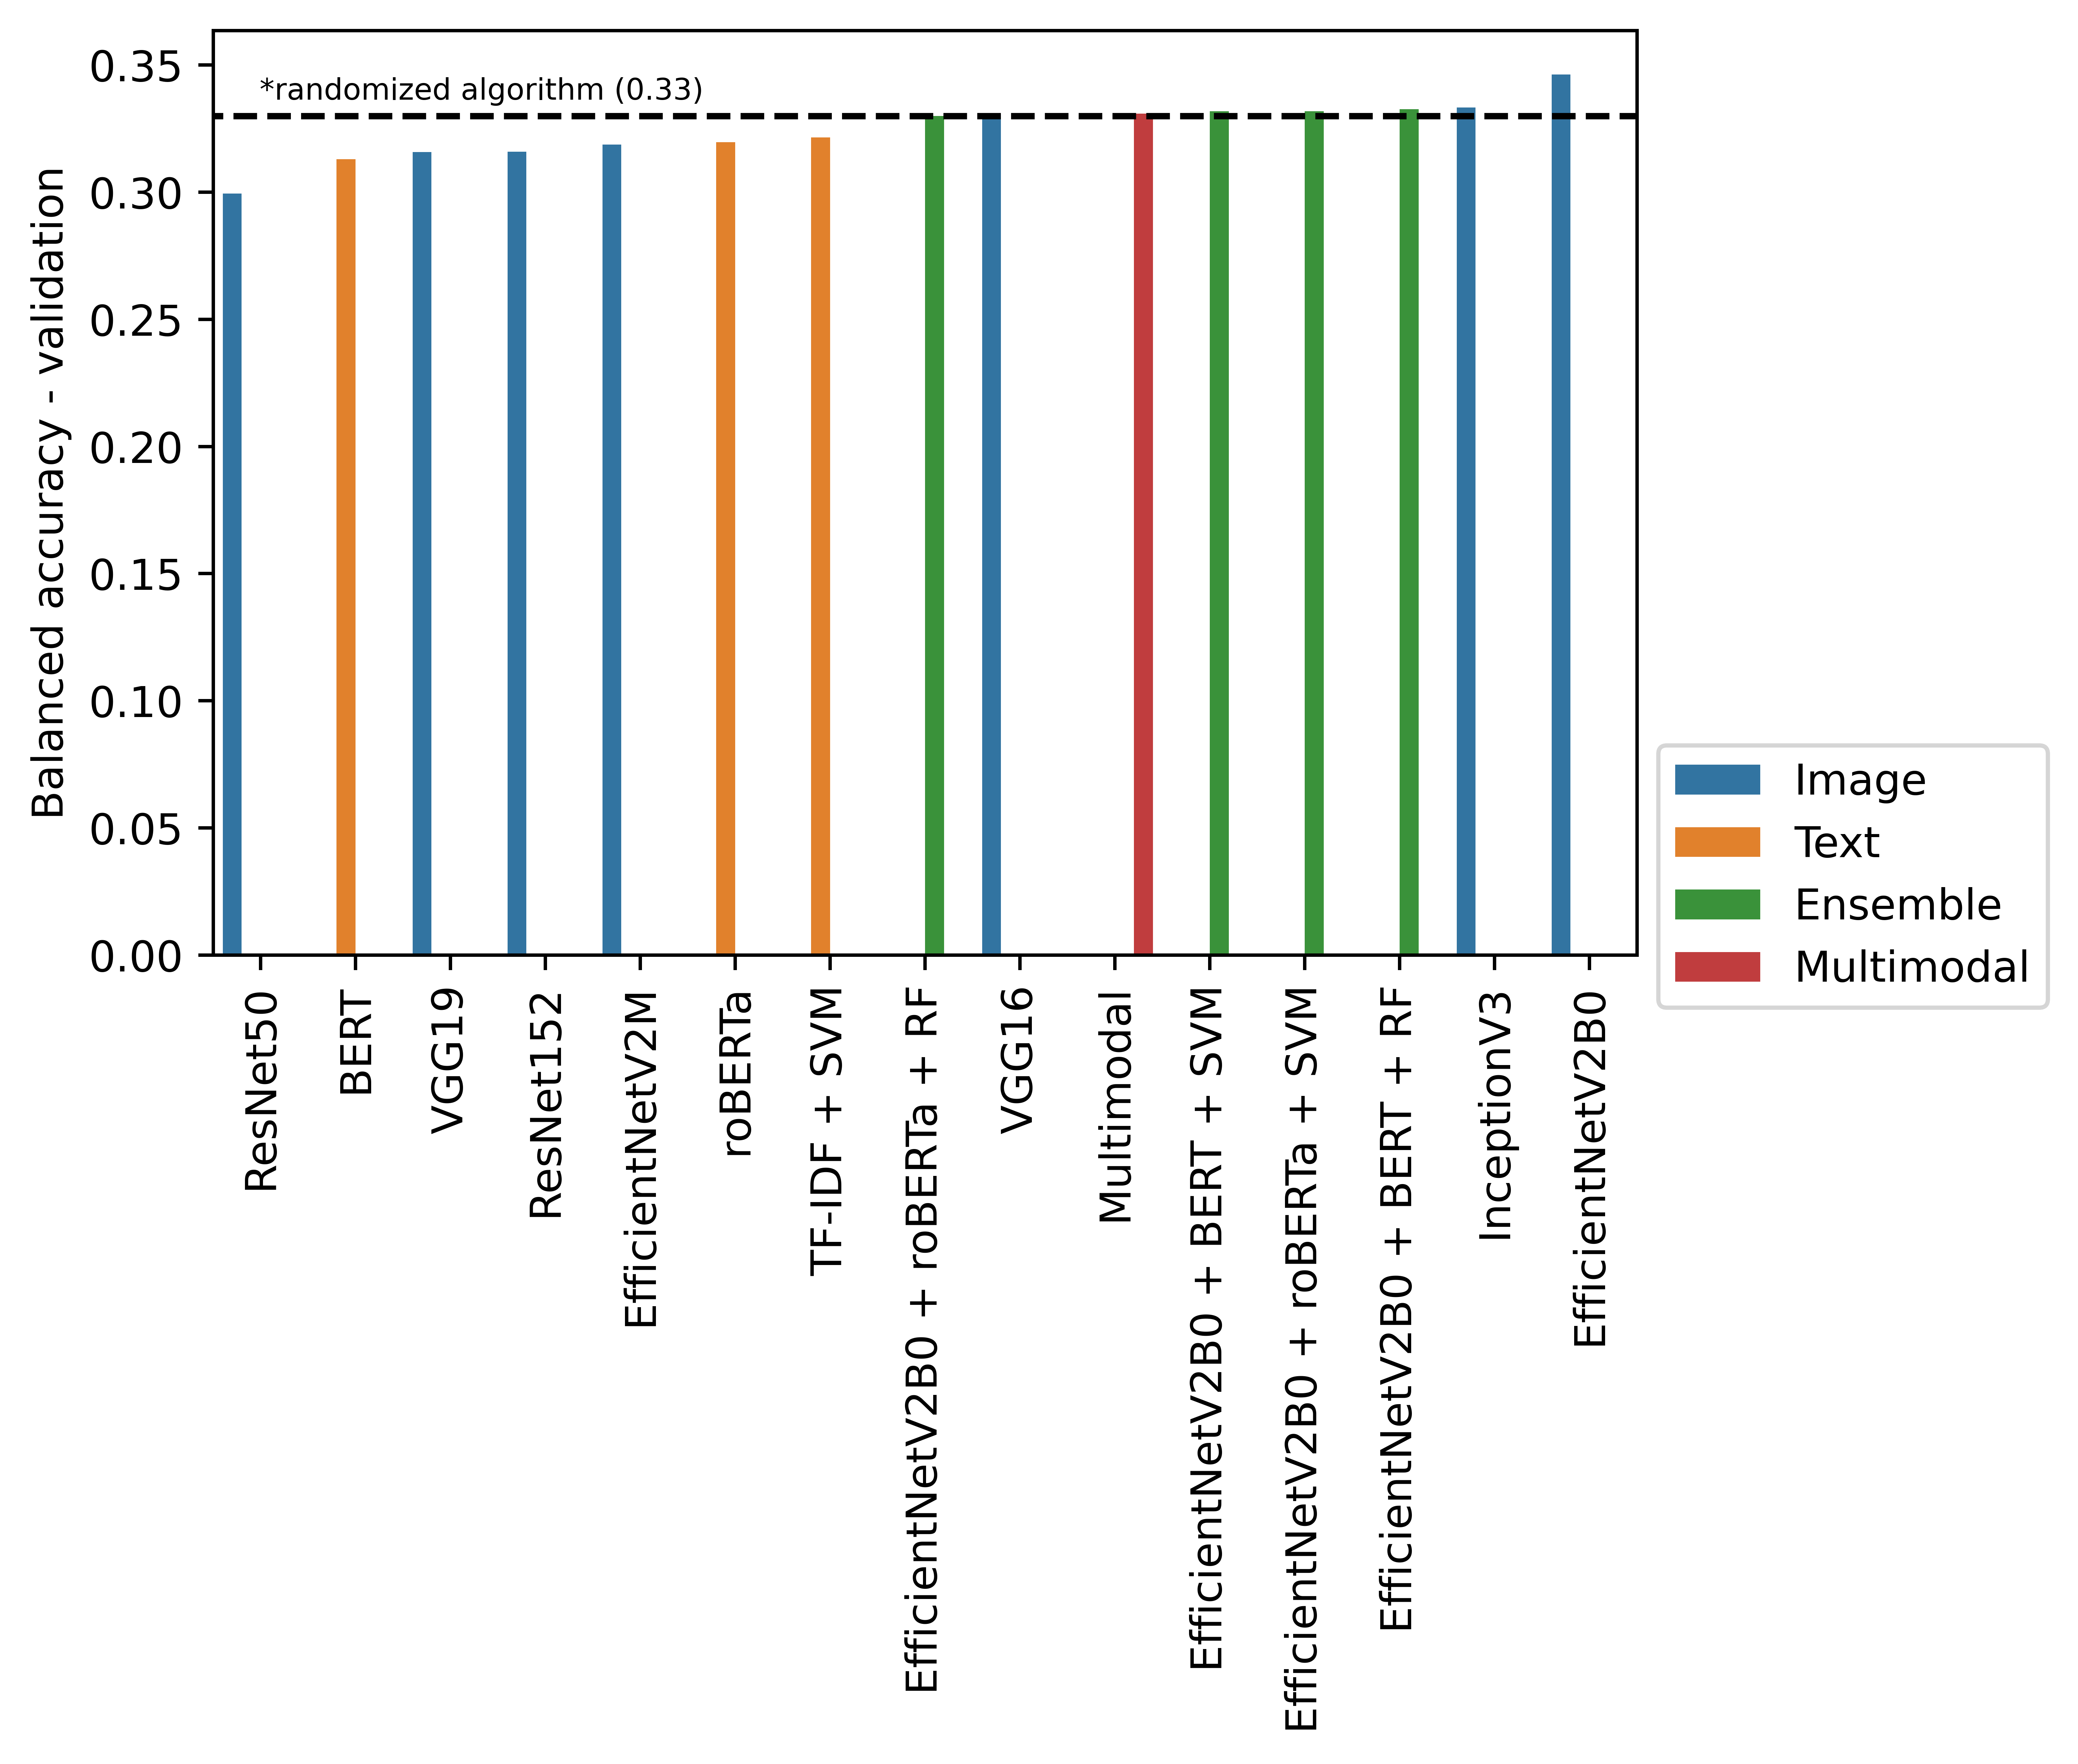 0.35
0.30
0.25
0.20
0.15
0.10
0.05
0.00
Balanced accuracy - validation
*randomized algorithm (0.33)
ResNet50
BERT
VGG19
ResNet152
EfficientNetV2M
roBERTa
TF-IDF + SVM
EfficientNetV2B0 + roBERTa + RF
VGG16
Multimodal
EfficientNetV2B0 + BERT + SVM
EfficientNetV2B0 + roBERTa + SVM
EfficientNetV2B0 + BERT + RF
InceptionV3
EfficientNetV2B0
Image
Text
Ensemble
Multimodal